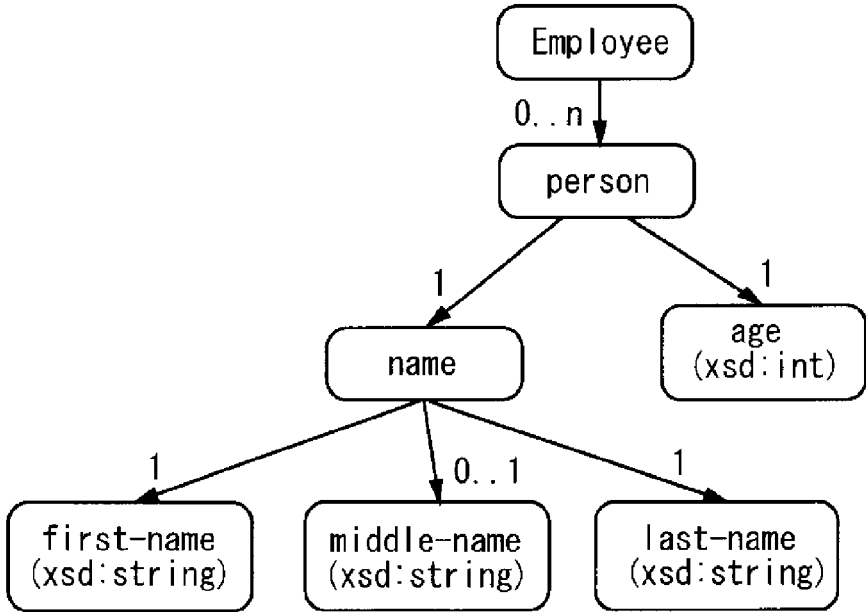 Employee
0..n
person
1
1
name
age
(xsd:int)
1
0..1
1
first-name
(xsd:string)
middle-name
(xsd:string)
last-name
(xsd:string)